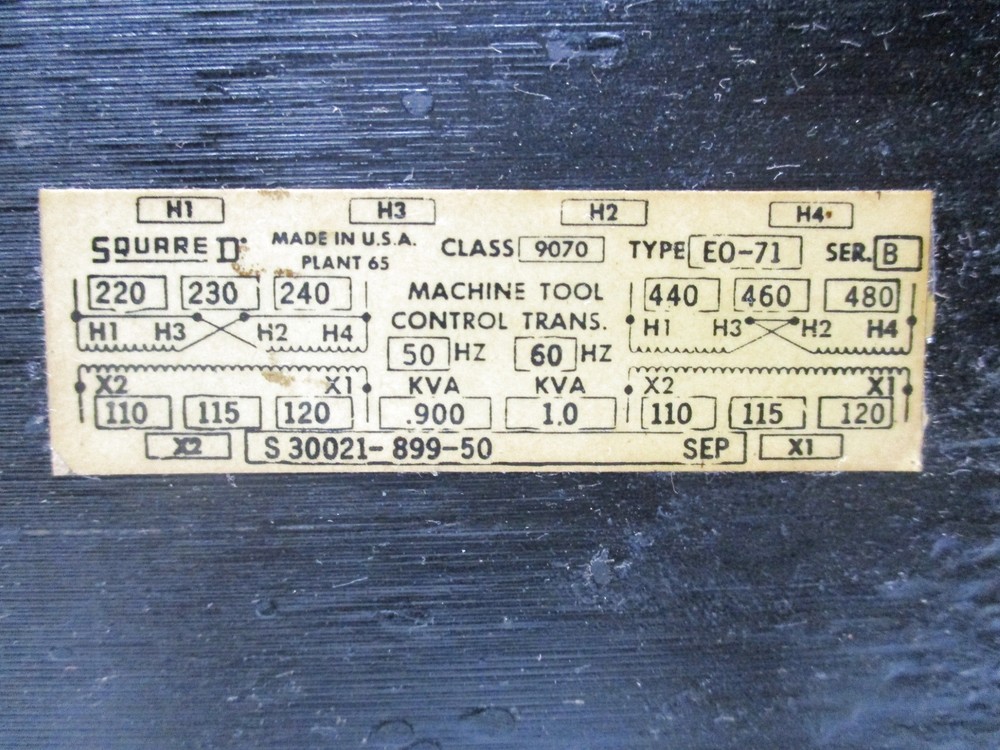 H1 H3 H2 H4
SQUARE D MADE IN U.S.A. CLASS 9070 TYPE EO-71 SER. B
PLANT 65
220 230 240 MACHINE TOOL 440 460 480
H1 H3 H2 H4 CONTROL TRANS. H1 H3 H2 H4
50 HZ 60 HZ
X2 X1 KVA KVA X2 X1
110 115 120 .900 1.0 110 115 120
X2 S 30021-899-50 SEP X1